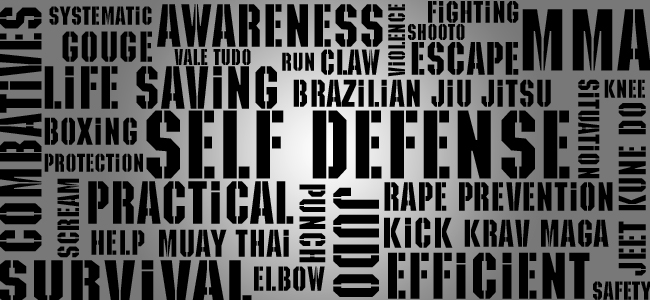 COMBATiVES
SYSTEMATiC
AWARENESS
ViOLENCE
FiGHTiNG
MMA
GOUGE
VALE TUDO
RUN CLAW
SHOOTO
ESCAPE
LiFE SAViNG
BRAZiLiAN JiU JiTSU
SiTUATiON
KNEE
BOXiNG
SELF DEFENSE
JEET KUNE DO
PROTECTiON
SCREAM
PRACTiCAL
PUNCH
JUDO
RAPE PREVENTiON
HELP MUAY THAi
KiCK KRAV MAGA
SURViVAL
ELBOW
EFFiCiENT
SAFETY